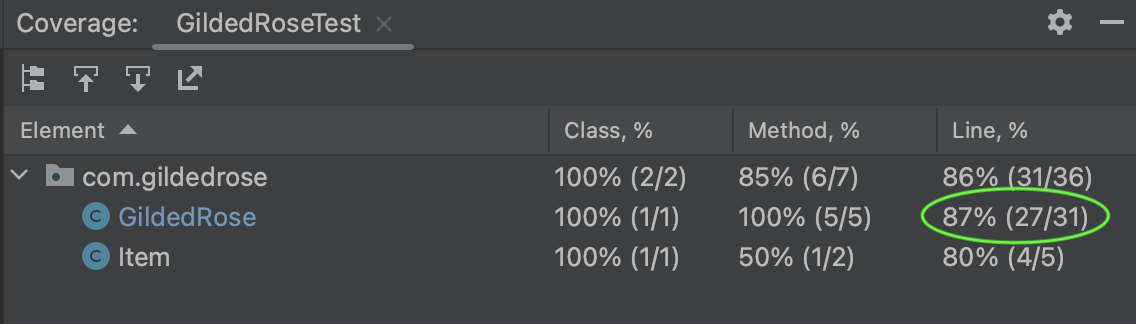 Coverage: GildedRoseTest
Element Class, % Method, % Line, %
com.gildedrose 100% (2/2) 85% (6/7) 86% (31/36)
C GildedRose 100% (1/1) 100% (5/5) 87% (27/31)
C Item 100% (1/1) 50% (1/2) 80% (4/5)